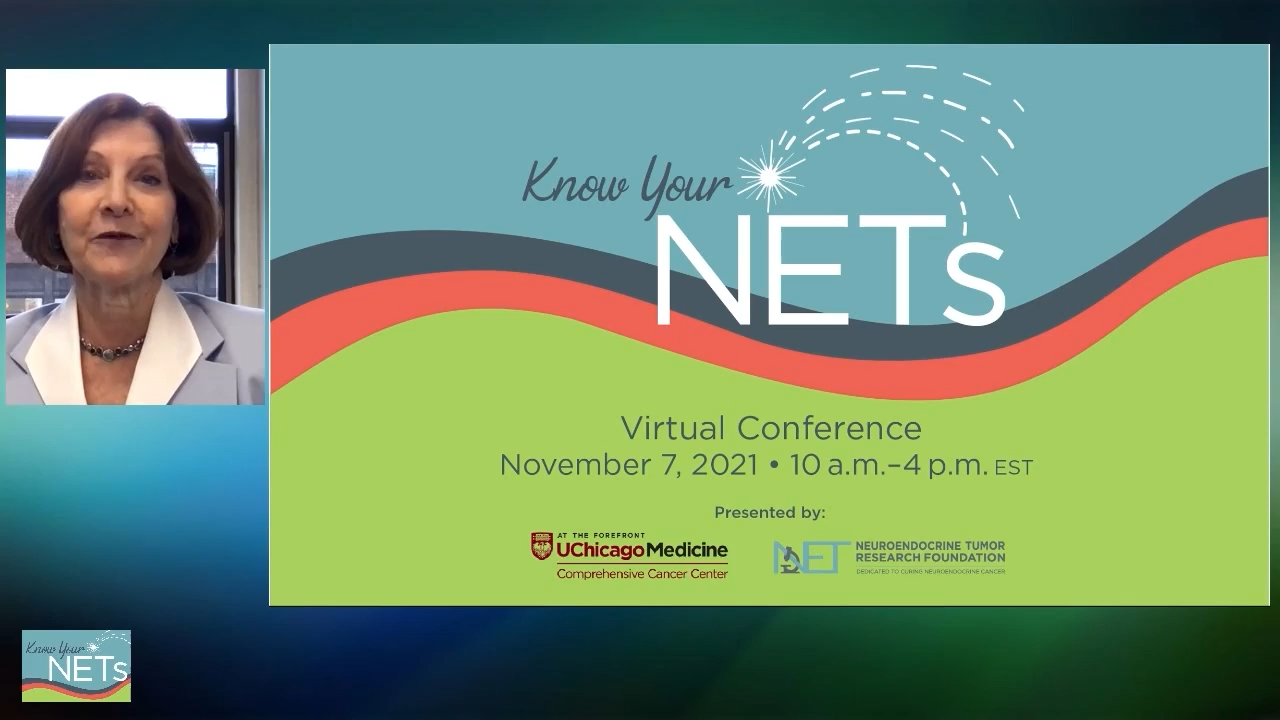 Know Your
NETs
Virtual Conference
November 7, 2021 • 10 a.m.–4 p.m. EST
Presented by:
AT THE FOREFRONT
UChicago Medicine
Comprehensive Cancer Center
NET
NEUROENDOCRINE TUMOR
RESEARCH FOUNDATION
DEDICATED TO CURING NEUROENDOCRINE CANCER
Know Your
NETs